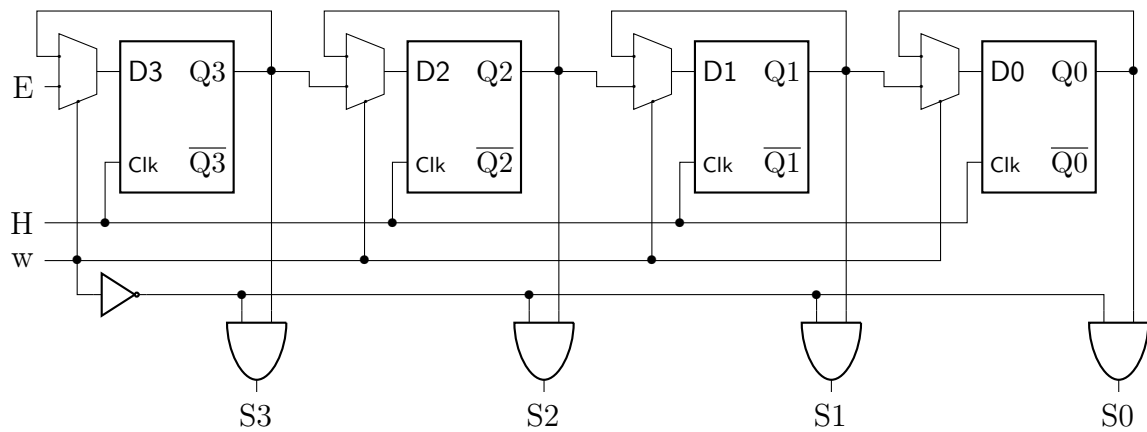 D3 Q3 D2 Q2 D1 Q1 D0 Q0
E
Clk Q3̅ Clk Q2̅ Clk Q1̅ Clk Q0̅
H
w
S3 S2 S1 S0